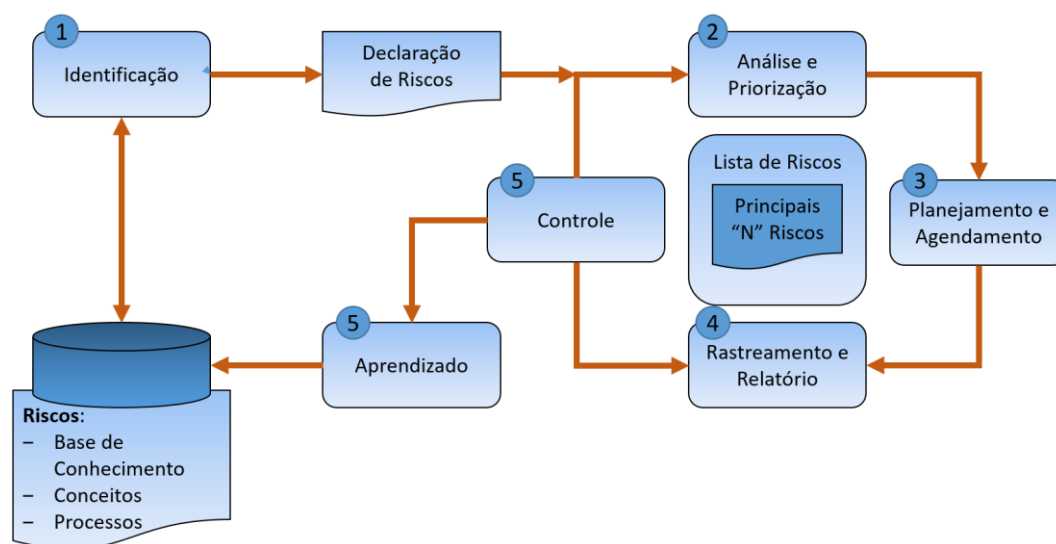 1
Identificação
Declaração
de Riscos
2
Análise e
Priorização
5
Controle
Lista de Riscos
Principais
“N” Riscos
3
Planejamento e
Agendamento
5
Aprendizado
4
Rastreamento e
Relatório
Riscos:
– Base de
Conhecimento
– Conceitos
– Processos